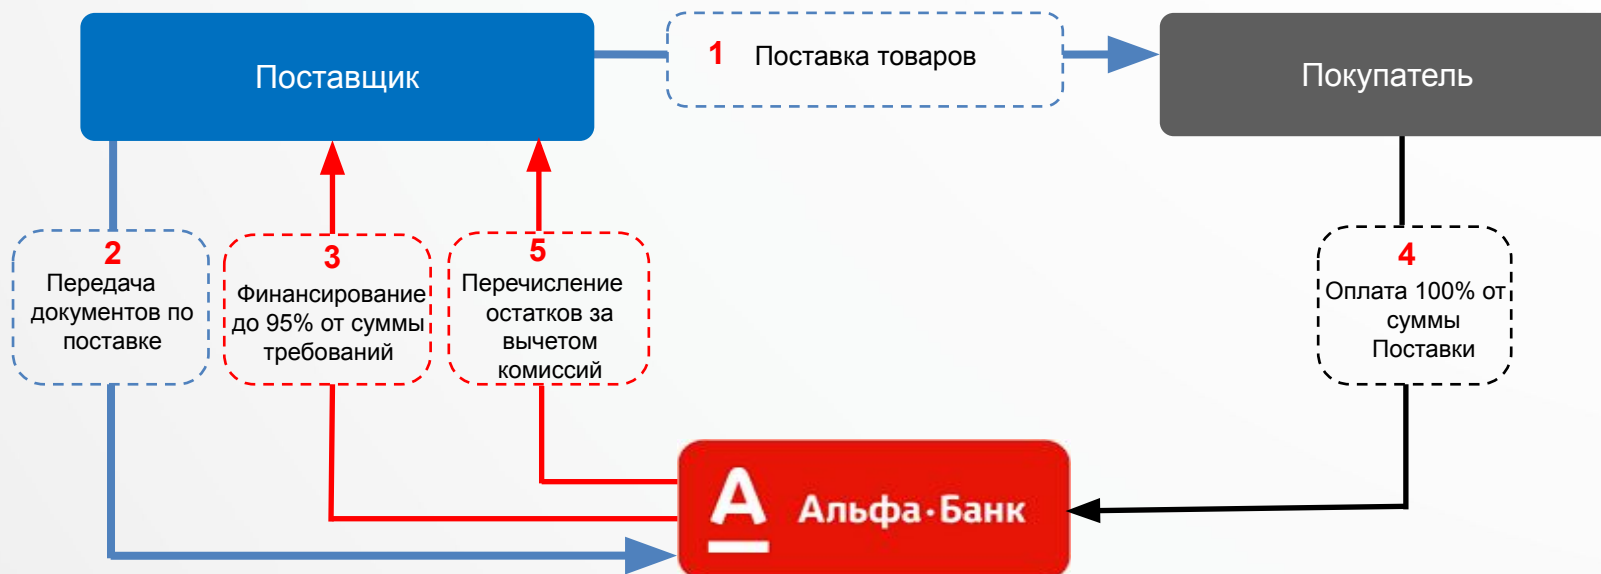 Поставщик
1 Поставка товаров
Покупатель
2
Передача
документов по
поставке
3
Финансирование
до 95% от суммы
требований
5
Перечисление
остатков за
вычетом
комиссий
4
Оплата 100% от
суммы
Поставки
А Альфа·Банк